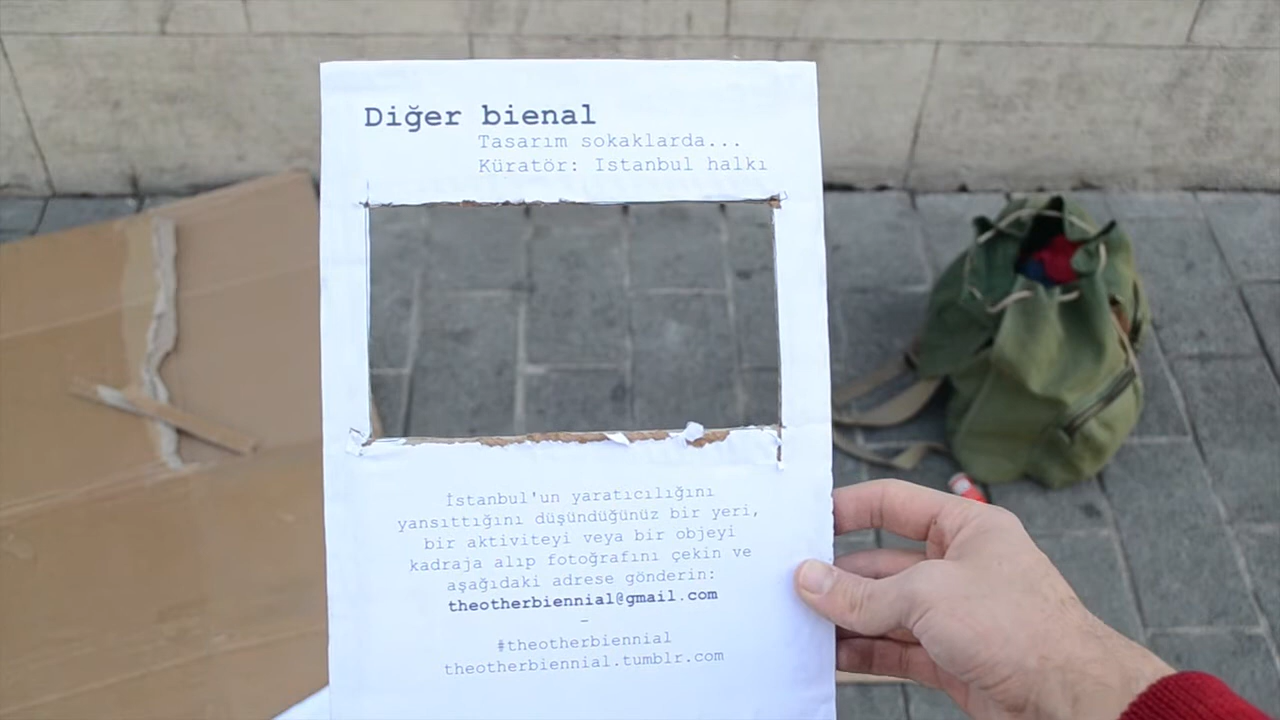 Diğer bienal
Tasarım sokaklarda...
Küratör: Istanbul halkı
İstanbul'un yaratıcılığını
yansıttığını düşündüğünüz bir yeri,
bir aktiviteyi veya bir objeyi
kadraja alıp fotoğrafını çekin ve
aşağıdaki adrese gönderin:
theotherbiennial@gmail.com
–
#theotherbiennial
theotherbiennial.tumblr.com